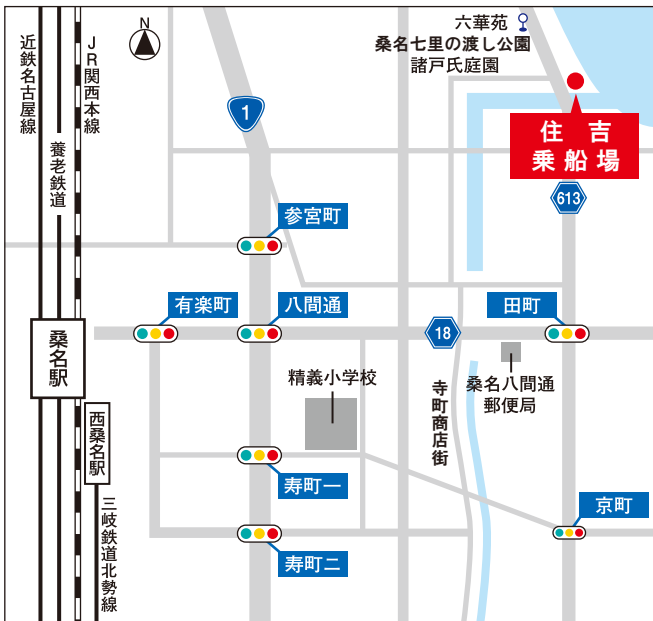 近鉄名古屋線
養老鉄道
JR関西本線
N
1
六華苑
桑名七里の渡し公園
諸戸氏庭園
住吉
乗船場
613
参宮町
有楽町
八間通
18
田町
桑名駅
精義小学校
桑名八間通
郵便局
寺町商店街
西桑名駅
三岐鉄道北勢線
寿町一
京町
寿町二